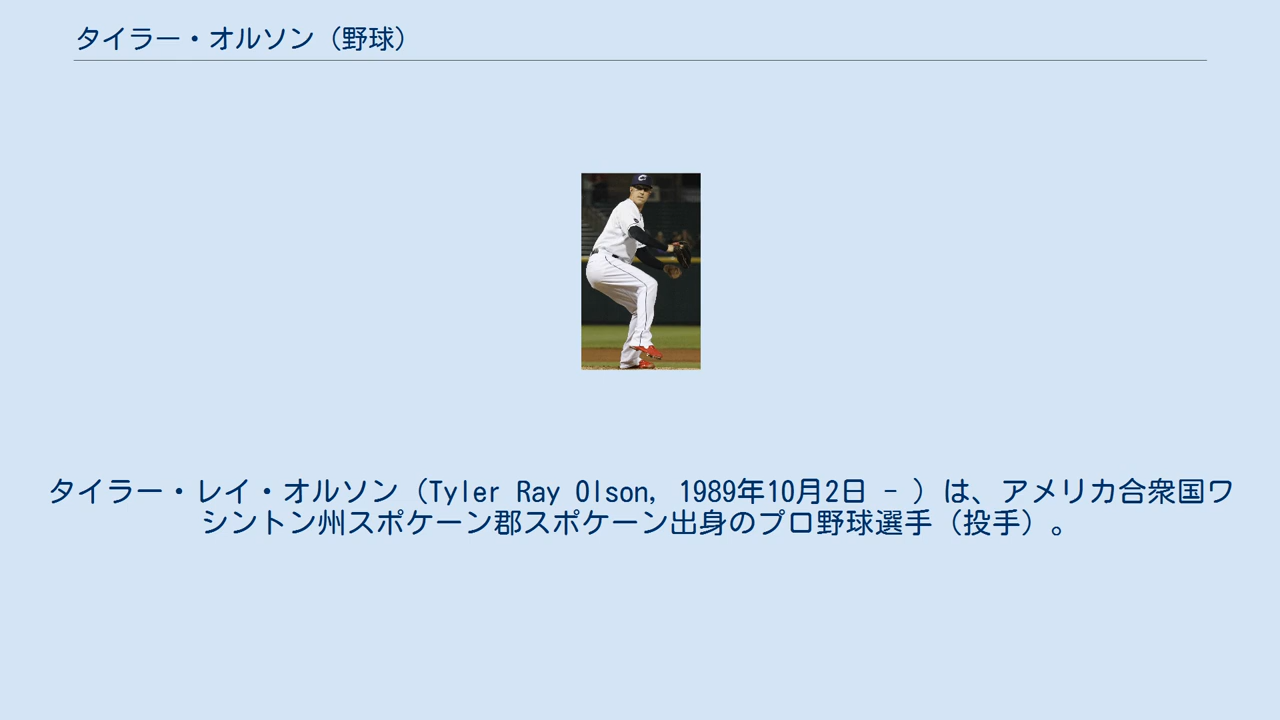 タイラー・オルソン（野球）
タイラー・レイ・オルソン（Tyler Ray Olson, 1989年10月2日 - ）は、アメリカ合衆国ワ
シントン州スポケーン郡スポケーン出身のプロ野球選手（投手）。